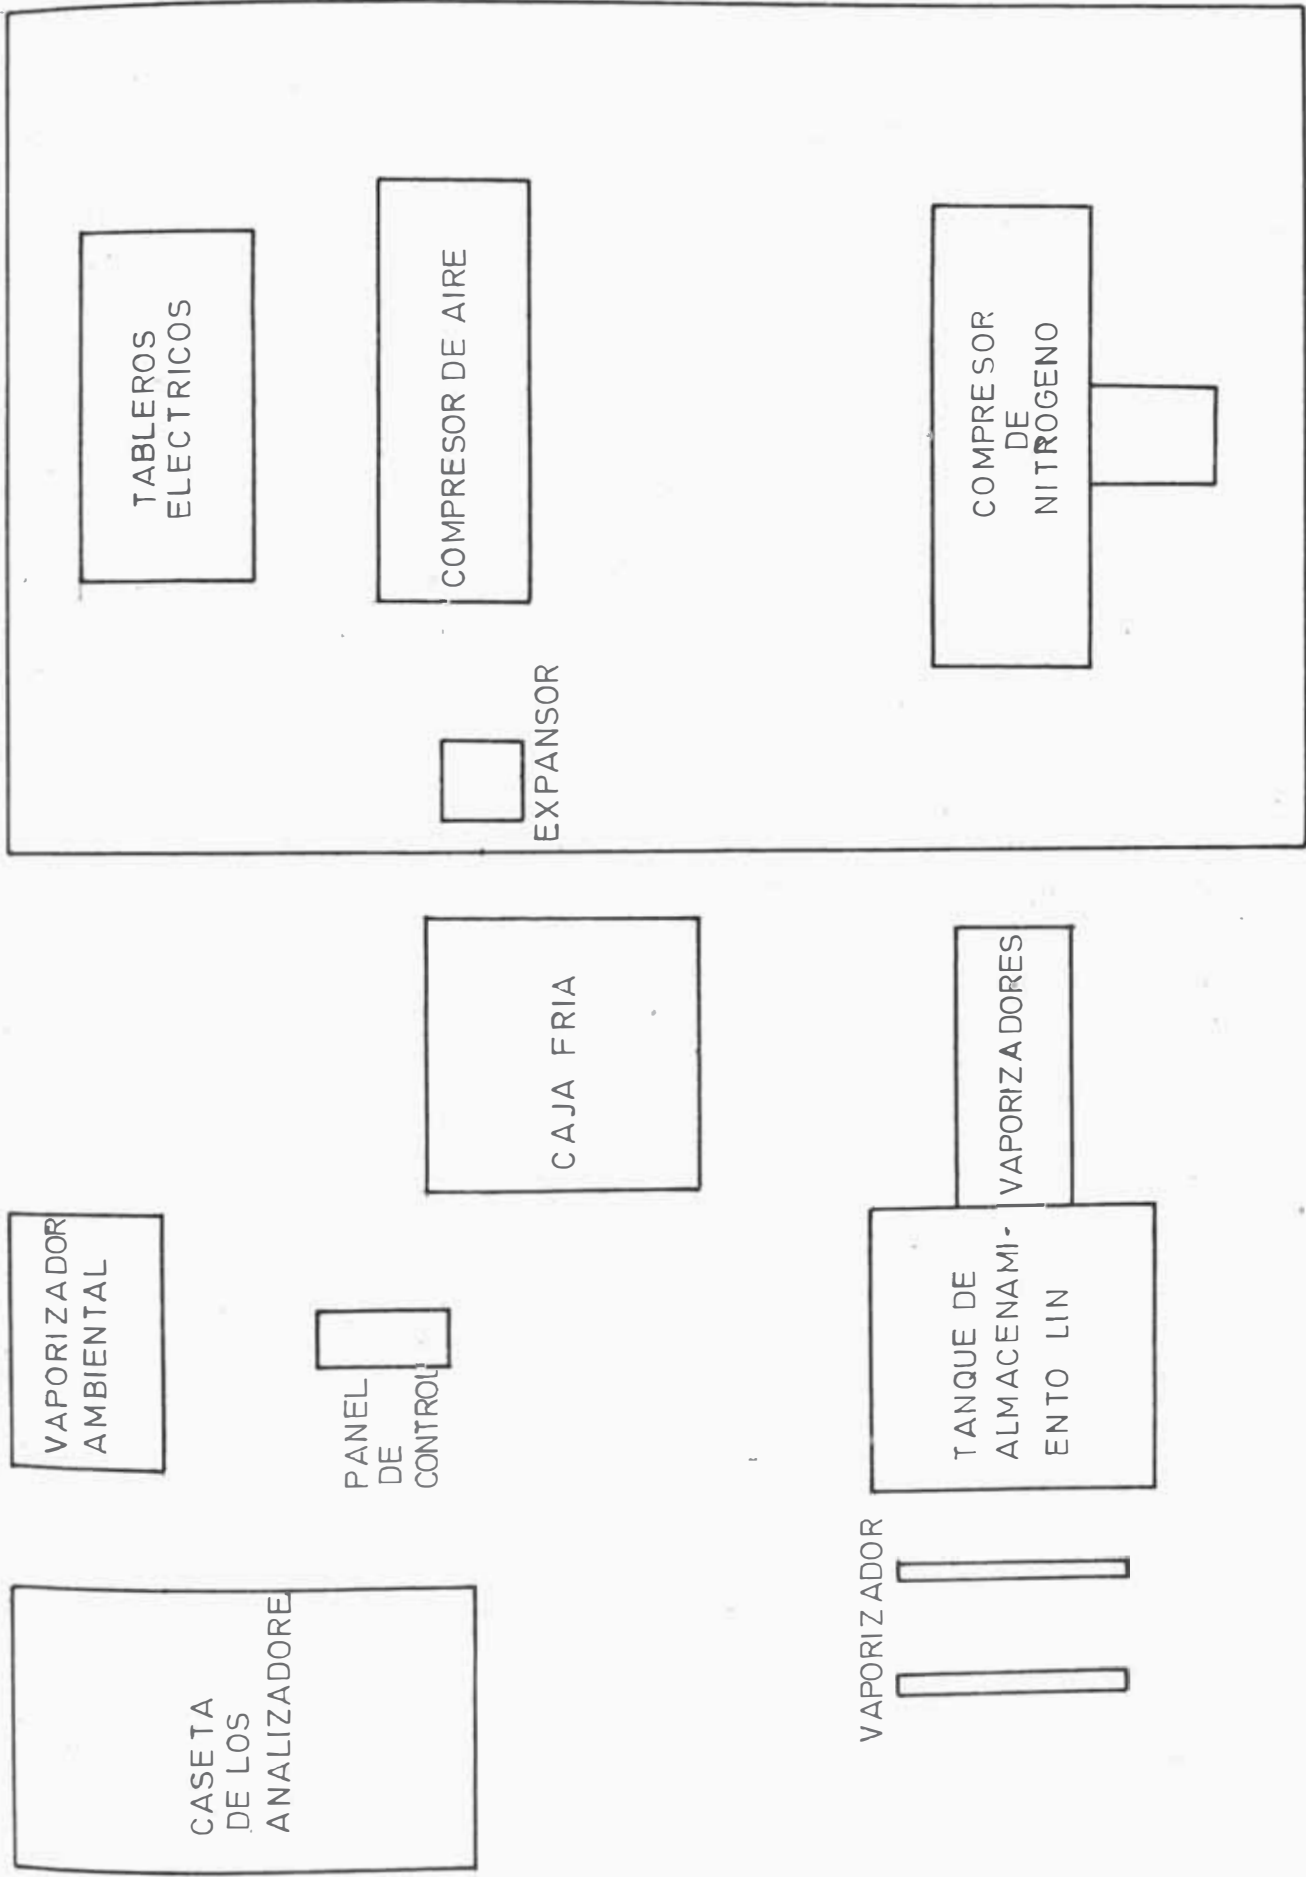 CASETA
DE LOS
ANALIZADORE
VAPORIZADOR
AMBIENTAL
PANEL
DE
CONTROL
CAJA FRIA
TABLEROS
ELECTRICOS
COMPRESOR DE AIRE
EXPANSOR
VAPORIZADOR
TANQUE DE
ALMACENAMI-
ENTO LIN
VAPORIZADORES
COMPRESOR
DE
NITROGENO